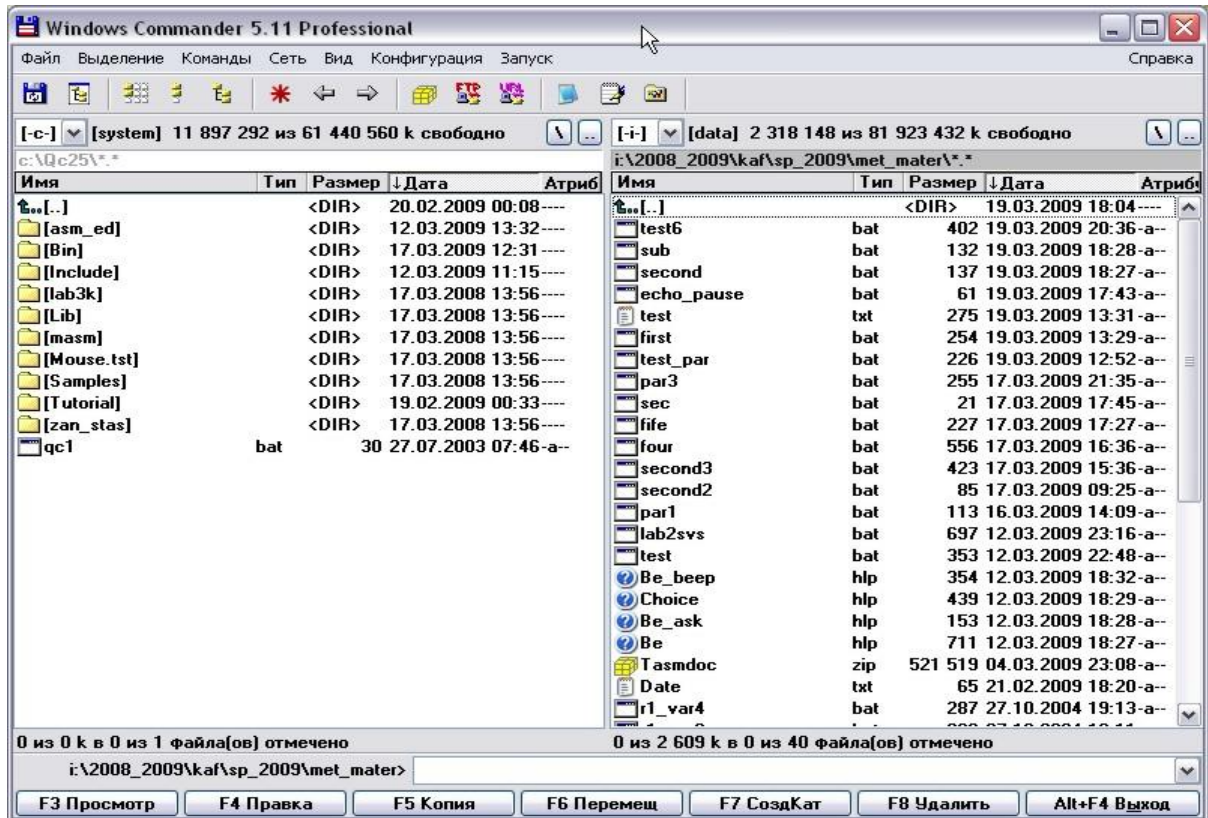 Windows Commander 5.11 Professional
Файл Выделение Команды Сеть Вид Конфигурация Запуск Справка
[-c-] [system] 11 897 292 из 61 440 560 k свободно \ ..
[-i-] [data] 2 318 148 из 81 923 432 k свободно \ ..
c:\Qc25\*.*
Имя Тип Размер ↓Дата Атриб
[..] <DIR> 20.02.2009 00:08 ----
[asm_ed] <DIR> 12.03.2009 13:32 ----
[Bin] <DIR> 17.03.2009 12:31 ----
[Include] <DIR> 12.03.2009 11:15 ----
[lab3k] <DIR> 17.03.2008 13:56 ----
[Lib] <DIR> 17.03.2008 13:56 ----
[masm] <DIR> 17.03.2008 13:56 ----
[Mouse.tst] <DIR> 17.03.2008 13:56 ----
[Samples] <DIR> 17.03.2008 13:56 ----
[Tutorial] <DIR> 19.02.2009 00:33 ----
[zan_stas] <DIR> 17.03.2008 13:56 ----
qc1 bat 30 27.07.2003 07:46 -a--
0 из 0 k в 0 из 1 файла(ов) отмечено
i:\2008_2009\kaf\sp_2009\met_mater\*.*
Имя Тип Размер ↓Дата Атриб
[..] <DIR> 19.03.2009 18:04 ----
test6 bat 402 19.03.2009 20:36 -a--
sub bat 132 19.03.2009 18:28 -a--
second bat 137 19.03.2009 18:27 -a--
echo_pause bat 61 19.03.2009 17:43 -a--
test txt 275 19.03.2009 13:31 -a--
first bat 254 19.03.2009 13:29 -a--
test_par bat 226 19.03.2009 12:52 -a--
par3 bat 255 17.03.2009 21:35 -a--
sec bat 21 17.03.2009 17:45 -a--
fife bat 227 17.03.2009 17:27 -a--
four bat 556 17.03.2009 16:36 -a--
second3 bat 423 17.03.2009 15:36 -a--
second2 bat 85 17.03.2009 09:25 -a--
par1 bat 113 16.03.2009 14:09 -a--
lab2svs bat 697 12.03.2009 23:16 -a--
test bat 353 12.03.2009 22:48 -a--
Be_beep hlp 354 12.03.2009 18:32 -a--
Choice hlp 439 12.03.2009 18:29 -a--
Be_ask hlp 153 12.03.2009 18:28 -a--
Be hlp 711 12.03.2009 18:27 -a--
Tasmdoc zip 521 519 04.03.2009 23:08 -a--
Date txt 65 21.02.2009 18:20 -a--
r1_var4 bat 287 27.10.2004 19:13 -a--
0 из 2 609 k в 0 из 40 файла(ов) отмечено
i:\2008_2009\kaf\sp_2009\met_mater>
F3 Просмотр F4 Правка F5 Копия F6 Перемещ F7 СоздКат F8 Удалить Alt+F4 Выход